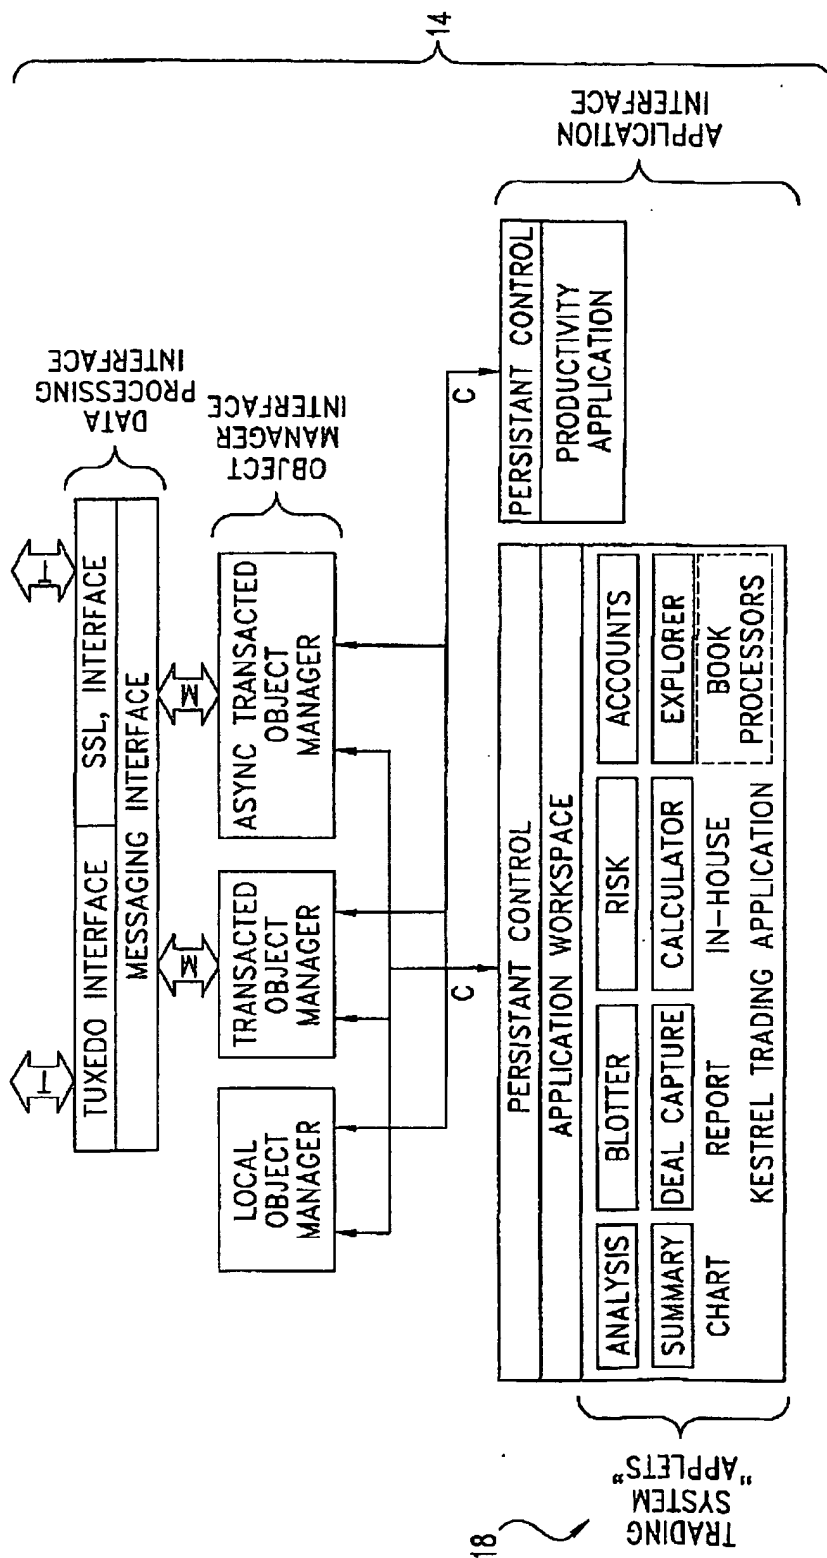 14
T
T
TUXEDO INTERFACE
SSL, INTERFACE
MESSAGING INTERFACE
DATA
PROCESSING
INTERFACE
M
M
LOCAL
OBJECT
MANAGER
TRANSACTED
OBJECT
MANAGER
ASYNC TRANSACTED
OBJECT
MANAGER
OBJECT
MANAGER
INTERFACE
C
C
PERSISTANT CONTROL
APPLICATION WORKSPACE
ANALYSIS
BLOTTER
RISK
ACCOUNTS
SUMMARY
DEAL CAPTURE
CALCULATOR
EXPLORER
CHART
REPORT
IN-HOUSE
BOOK
PROCESSORS
KESTREL TRADING APPLICATION
PERSISTANT CONTROL
PRODUCTIVITY
APPLICATION
APPLICATION
INTERFACE
18
TRADING
SYSTEM
"APPLETS"